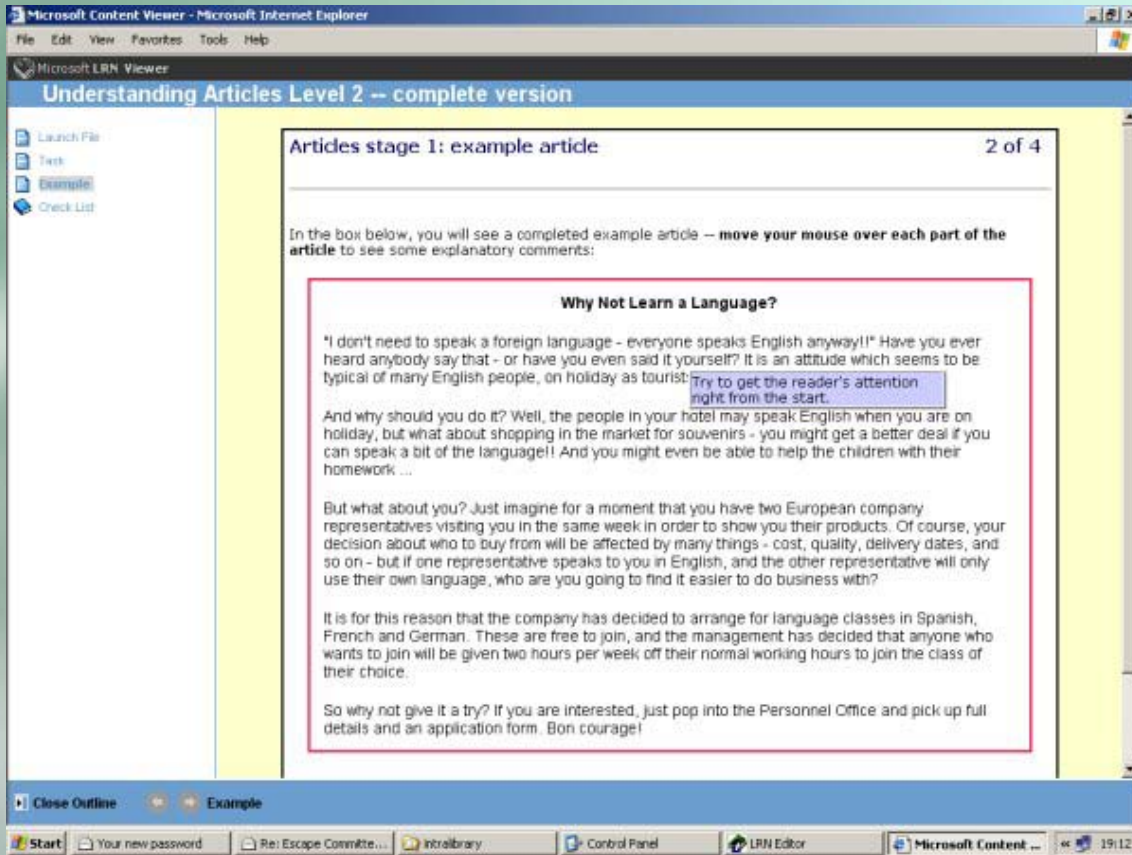 Microsoft Content Viewer - Microsoft Internet Explorer
File Edit View Favorites Tools Help
Microsoft LRN Viewer
Understanding Articles Level 2 -- complete version
Launch File
Task
Example
Check List
Articles stage 1: example article 2 of 4
In the box below, you will see a completed example article -- move your mouse over each part of the
article to see some explanatory comments:
Why Not Learn a Language?
"I don't need to speak a foreign language - everyone speaks English anyway!!" Have you ever
heard anybody say that - or have you even said it yourself? It is an attitude which seems to be
typical of many English people, on holiday as tourist
Try to get the reader's attention
right from the start.
And why should you do it? Well, the people in your hotel may speak English when you are on
holiday, but what about shopping in the market for souvenirs - you might get a better deal if you
can speak a bit of the language!! And you might even be able to help the children with their
homework ...
But what about you? Just imagine for a moment that you have two European company
representatives visiting you in the same week in order to show you their products. Of course, your
decision about who to buy from will be affected by many things - cost, quality, delivery dates, and
so on - but if one representative speaks to you in English, and the other representative will only
use their own language, who are you going to find it easier to do business with?
It is for this reason that the company has decided to arrange for language classes in Spanish,
French and German. These are free to join, and the management has decided that anyone who
wants to join will be given two hours per week off their normal working hours to join the class of
their choice.
So why not give it a try? If you are interested, just pop into the Personnel Office and pick up full
details and an application form. Bon courage!
Close Outline Example
Start Your new password Re: Escape Committe... intralibrary Control Panel LRN Editor Microsoft Content ... 19:12